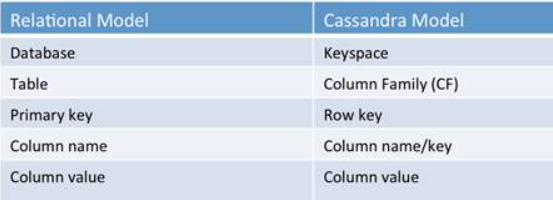 Relational Model Cassandra Model
Database Keyspace
Table Column Family (CF)
Primary key Row key
Column name Column name/key
Column value Column value